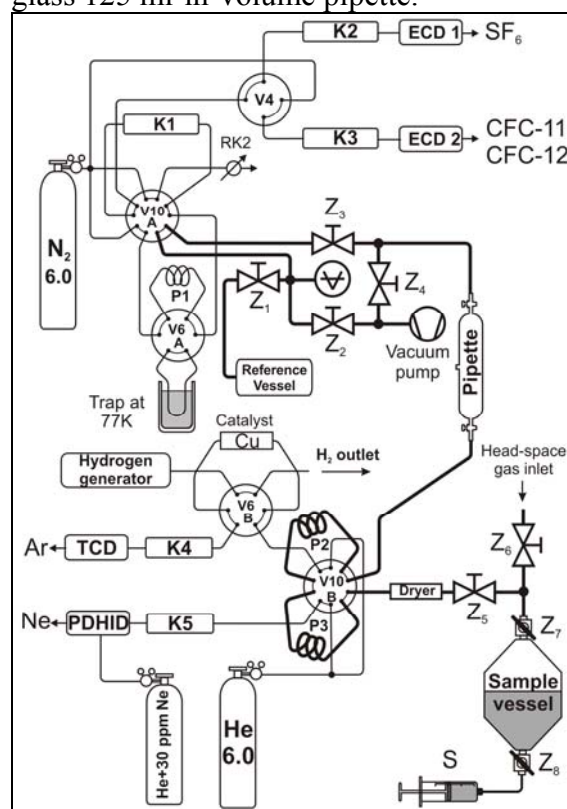 glass 125 ml in volume pipette.
K2
ECD 1
SF6
V4
K1
K3
ECD 2
CFC-11
CFC-12
RK2
V10
A
N2
6.0
Z3
P1
Z1
Z4
Z2
V6
A
Vacuum
pump
Pipette
Reference
Vessel
Trap at
77K
Catalyst
Cu
Head-space
gas inlet
Hydrogen
generator
H2 outlet
V6
B
P2
Z6
Ar
TCD
K4
V10
B
Dryer
Z5
Ne
PDHID
K5
P3
Z7
Sample
vessel
He+30 ppm Ne
He
6.0
S
Z8